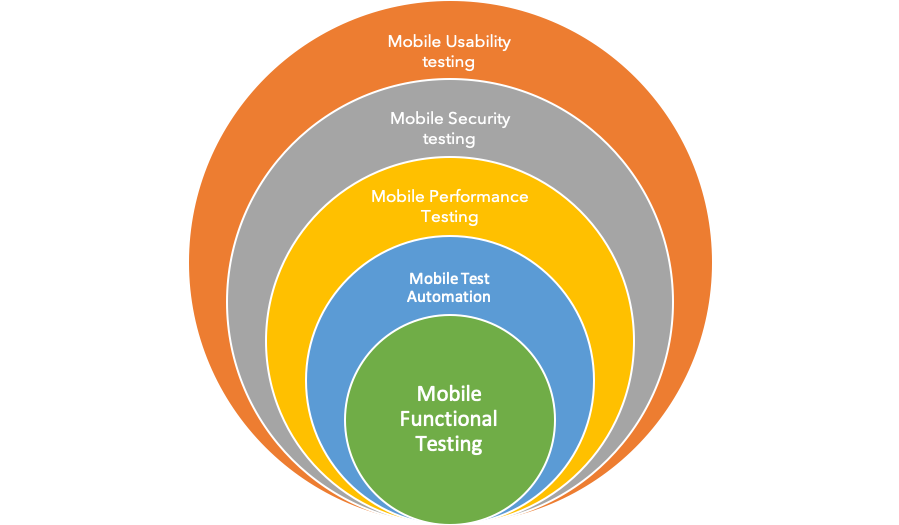 Mobile Usability
testing
Mobile Security
testing
Mobile Performance
Testing
Mobile Test
Automation
Mobile
Functional
Testing